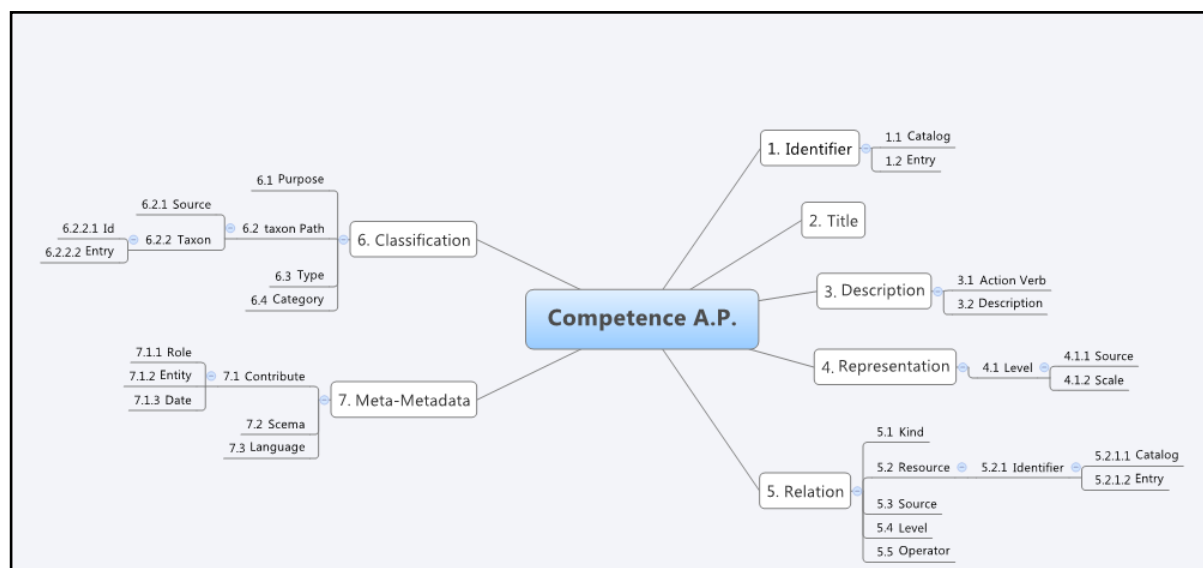 Competence A.P.
1. Identifier
1.1 Catalog
1.2 Entry
2. Title
3. Description
3.1 Action Verb
3.2 Description
4. Representation
4.1 Level
4.1.1 Source
4.1.2 Scale
5. Relation
5.1 Kind
5.2 Resource
5.2.1 Identifier
5.2.1.1 Catalog
5.2.1.2 Entry
5.3 Source
5.4 Level
5.5 Operator
6. Classification
6.1 Purpose
6.2 taxon Path
6.2.1 Source
6.2.2 Taxon
6.2.2.1 Id
6.2.2.2 Entry
6.3 Type
6.4 Category
7. Meta-Metadata
7.1 Contribute
7.1.1 Role
7.1.2 Entity
7.1.3 Date
7.2 Scema
7.3 Language